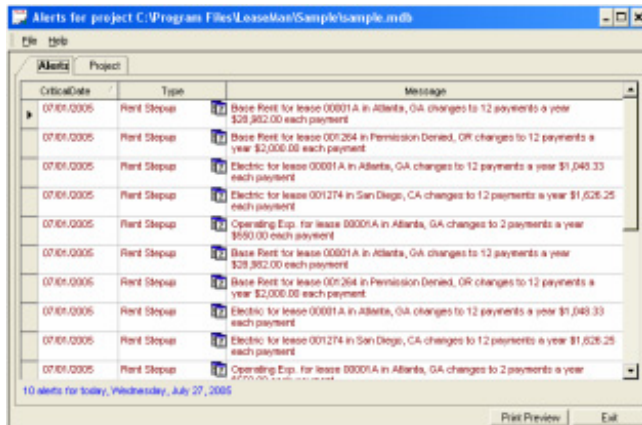 Alerts for project C:\Program Files\LeaseMan\Sample\sample.mdb
File Help
Alerts Project
CriticalDate Type Message
07/01/2005 Rent Stepup Base Rent for lease 00001A in Atlanta, GA changes to 12 payments a year
$28,982.00 each payment
07/01/2005 Rent Stepup Base Rent for lease 001264 in Permission Denied, OR changes to 12 payments a
year $2,000.00 each payment
07/01/2005 Rent Stepup Electric for lease 00001A in Atlanta, GA changes to 12 payments a year $1,048.33
each payment
07/01/2005 Rent Stepup Electric for lease 001274 in San Diego, CA changes to 12 payments a year $1,626.25
each payment
07/01/2005 Rent Stepup Operating Exp. for lease 00001A in Atlanta, GA changes to 2 payments a year
$550.00 each payment
07/01/2005 Rent Stepup Base Rent for lease 00001A in Atlanta, GA changes to 12 payments a year
$28,982.00 each payment
07/01/2005 Rent Stepup Base Rent for lease 001264 in Permission Denied, OR changes to 12 payments a
year $2,000.00 each payment
07/01/2005 Rent Stepup Electric for lease 00001A in Atlanta, GA changes to 12 payments a year $1,048.33
each payment
07/01/2005 Rent Stepup Electric for lease 001274 in San Diego, CA changes to 12 payments a year $1,626.25
each payment
07/01/2005 Rent Stepup Operating Exp. for lease 00001A in Atlanta, GA changes to 2 payments a year
$550.00 each payment
10 alerts for today, Wednesday, July 27, 2005
Print Preview Exit